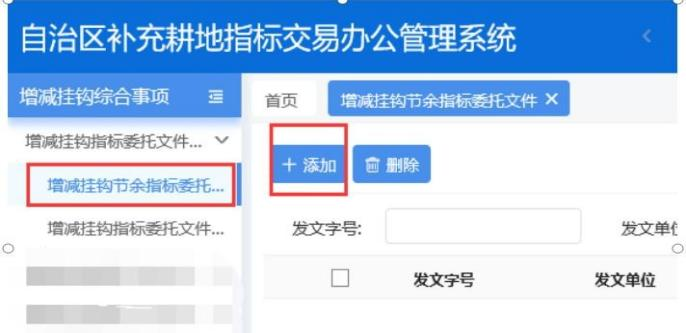 自治区补充耕地指标交易办公管理系统
增减挂钩综合事项
首页
增减挂钩节余指标委托文件 ×
增减挂钩指标委托文件...
+ 添加
删除
增减挂钩节余指标委托...
增减挂钩指标委托文件...
发文字号:
发文单位
发文字号
发文单位